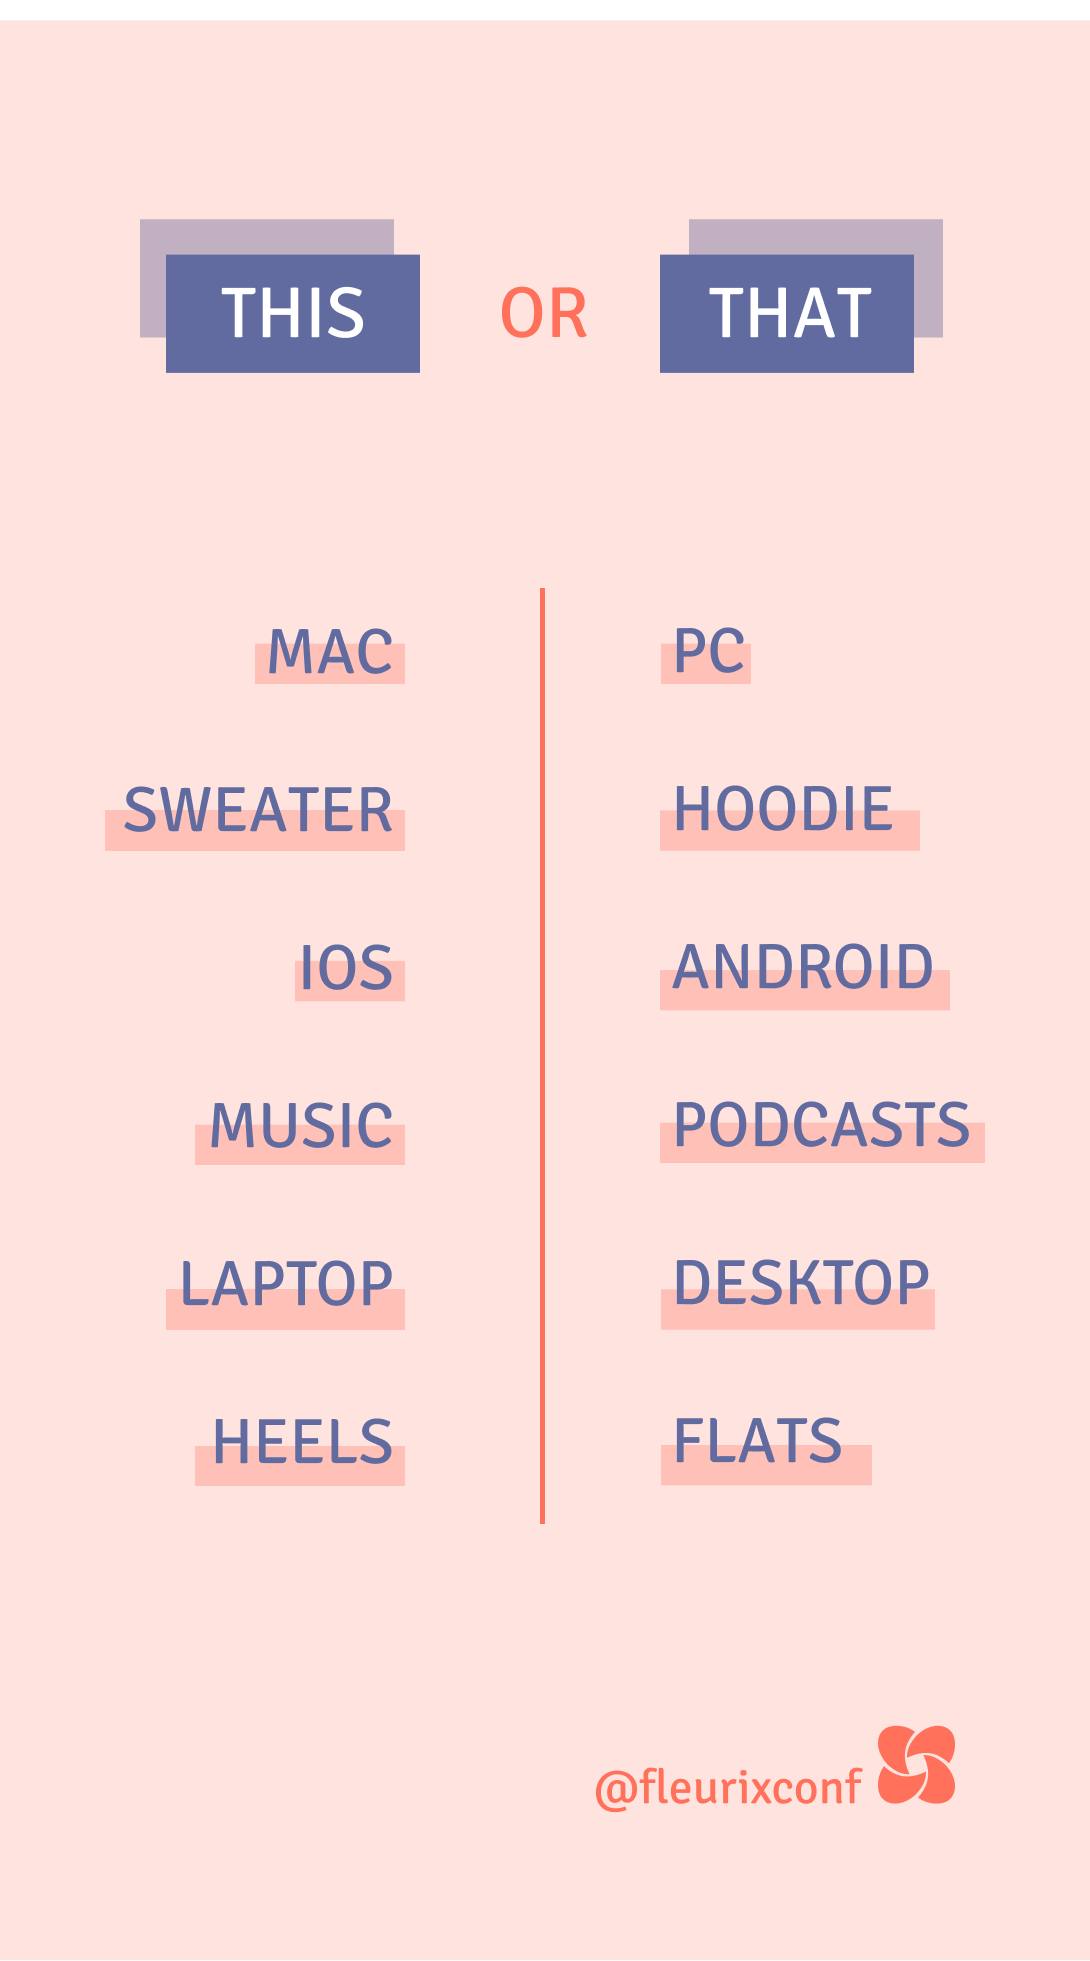 THIS OR THAT
MAC PC
SWEATER HOODIE
IOS ANDROID
MUSIC PODCASTS
LAPTOP DESKTOP
HEELS FLATS
@fleurixconf